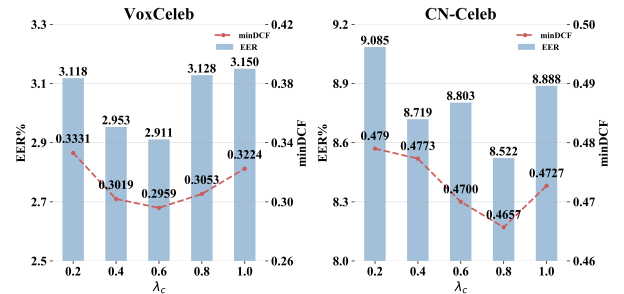 VoxCeleb
3.3
3.1
2.9
2.7
2.5
EER%
0.42
0.38
0.34
0.30
0.26
minDCF
minDCF
EER
3.118
2.953
2.911
3.128
3.150
0.3331
0.3019
0.2959
0.3053
0.3224
0.2 0.4 0.6 0.8 1.0
λc
CN-Celeb
9.2
8.9
8.6
8.3
8.0
EER%
0.50
0.49
0.48
0.47
0.46
minDCF
minDCF
EER
9.085
8.719
8.803
8.522
8.888
0.479
0.4773
0.4700
0.4657
0.4727
0.2 0.4 0.6 0.8 1.0
λc